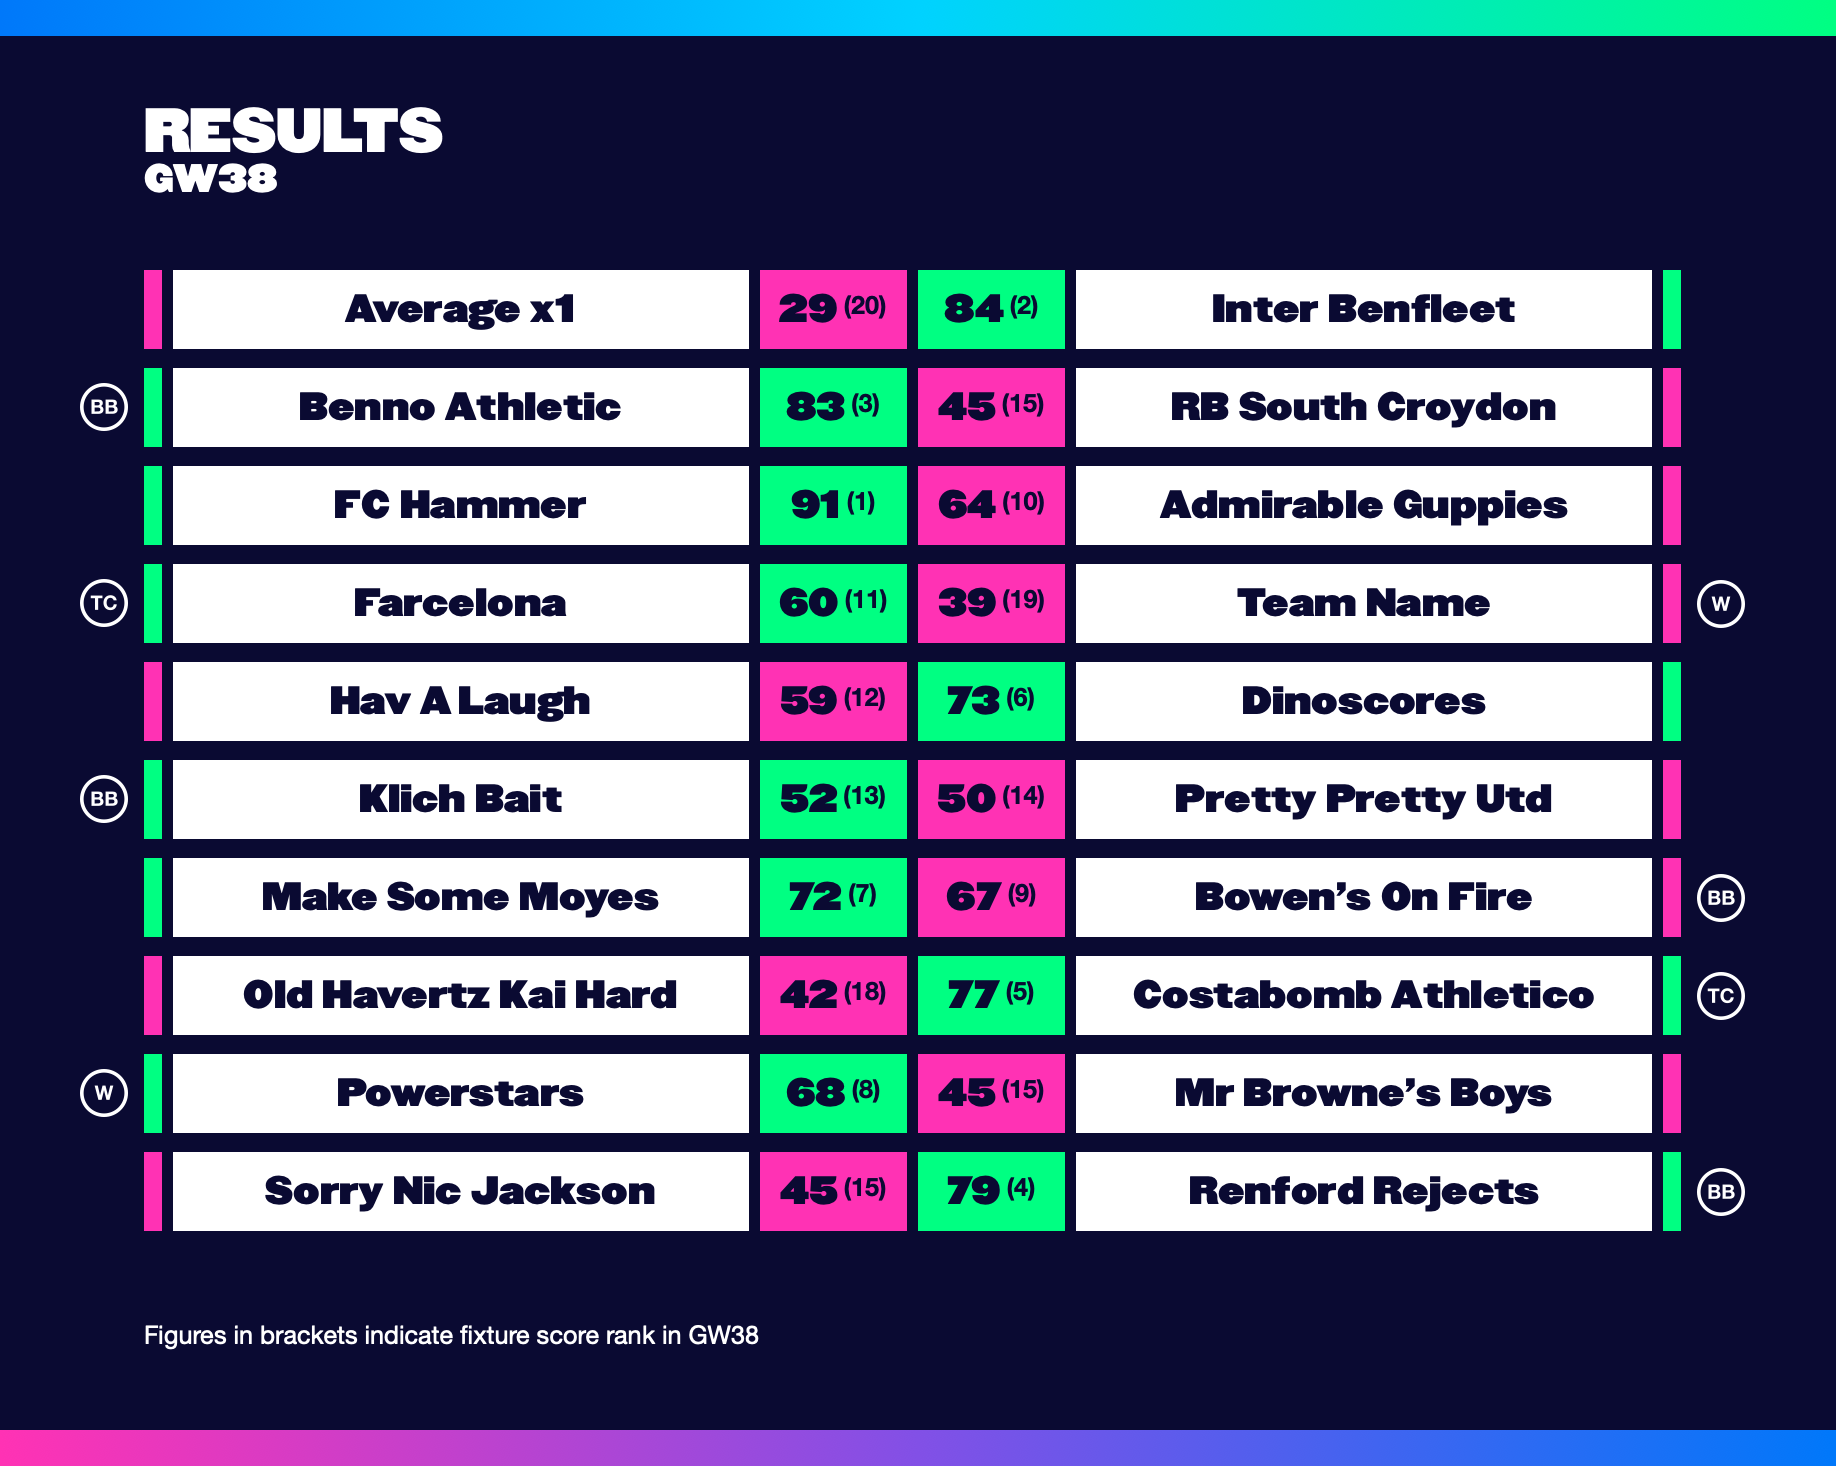 RESULTS
GW38
Average x1 29 (20) 84 (2) Inter Benfleet
BB Benno Athletic 83 (3) 45 (15) RB South Croydon
FC Hammer 91 (1) 64 (10) Admirable Guppies
TC Farcelona 60 (11) 39 (19) Team Name W
Hav A Laugh 59 (12) 73 (6) Dinoscores
BB Klich Bait 52 (13) 50 (14) Pretty Pretty Utd
Make Some Moyes 72 (7) 67 (9) Bowen’s On Fire BB
Old Havertz Kai Hard 42 (18) 77 (5) Costabomb Athletico TC
W Powerstars 68 (8) 45 (15) Mr Browne’s Boys
Sorry Nic Jackson 45 (15) 79 (4) Renford Rejects BB
Figures in brackets indicate fixture score rank in GW38